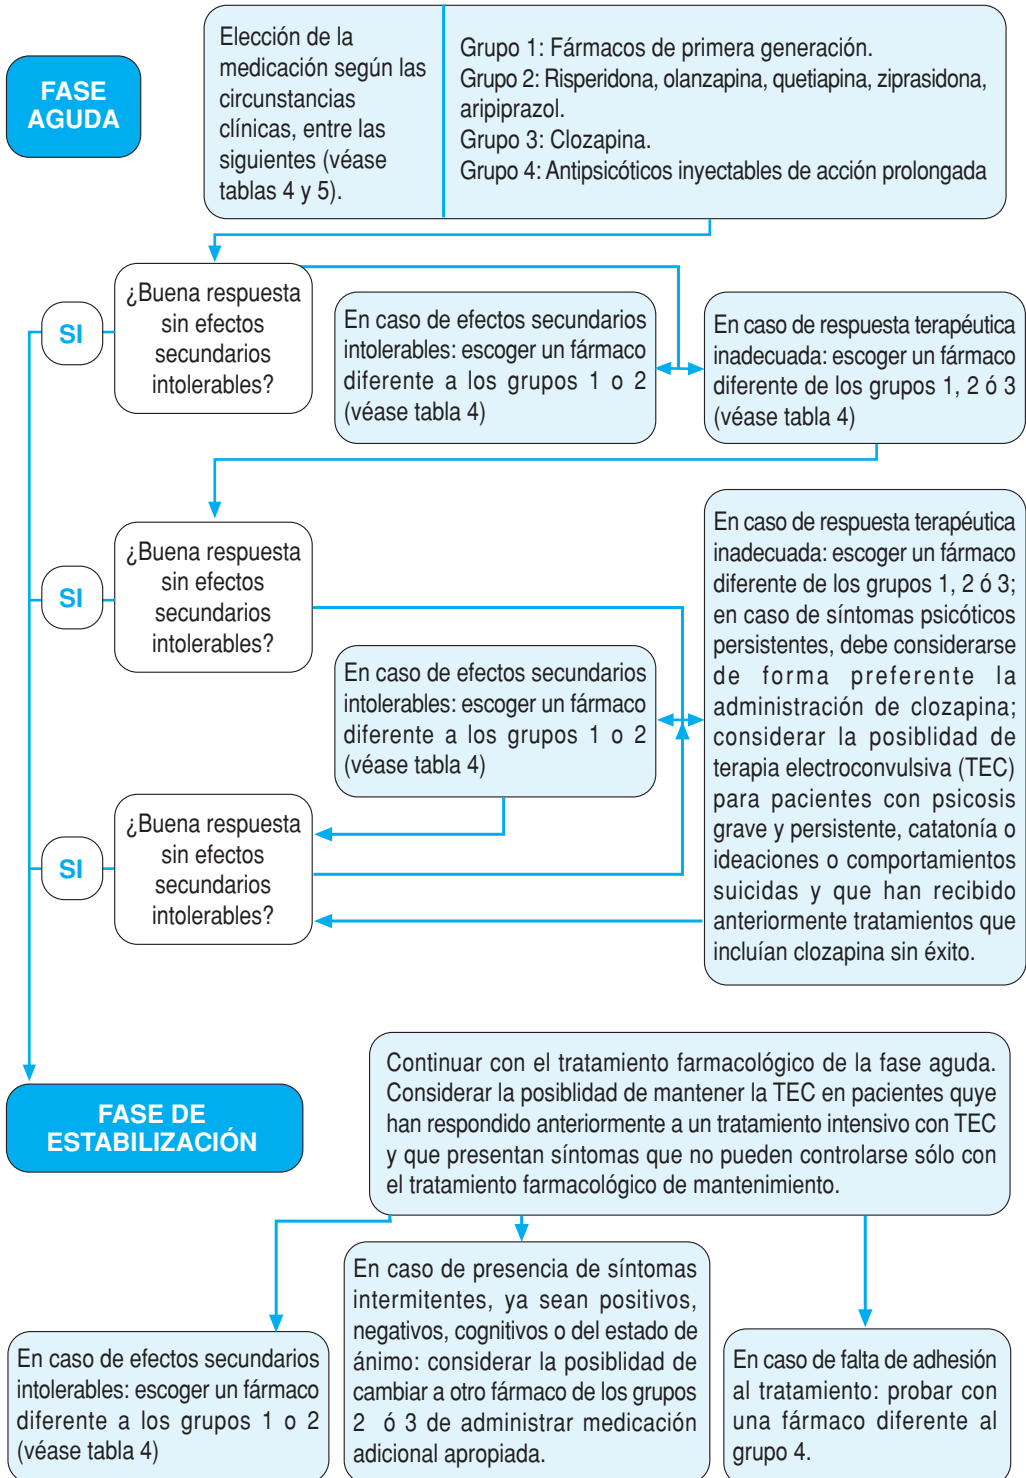 FASE
AGUDA
Elección de la
medicación según las
circunstancias
clínicas, entre las
siguientes (véase
tablas 4 y 5).
Grupo 1: Fármacos de primera generación.
Grupo 2: Risperidona, olanzapina, quetiapina, ziprasidona,
aripiprazol.
Grupo 3: Clozapina.
Grupo 4: Antipsicóticos inyectables de acción prolongada
SI
¿Buena respuesta
sin efectos
secundarios
intolerables?
En caso de efectos secundarios
intolerables: escoger un fármaco
diferente a los grupos 1 o 2
(véase tabla 4)
En caso de respuesta terapéutica
inadecuada: escoger un fármaco
diferente de los grupos 1, 2 ó 3
(véase tabla 4)
SI
¿Buena respuesta
sin efectos
secundarios
intolerables?
En caso de efectos secundarios
intolerables: escoger un fármaco
diferente a los grupos 1 o 2
(véase tabla 4)
En caso de respuesta terapéutica
inadecuada: escoger un fármaco
diferente de los grupos 1, 2 ó 3;
en caso de síntomas psicóticos
persistentes, debe considerarse
de forma preferente la
administración de clozapina;
considerar la posiblidad de
terapia electroconvulsiva (TEC)
para pacientes con psicosis
grave y persistente, catatonía o
ideaciones o comportamientos
suicidas y que han recibido
anteriormente tratamientos que
incluían clozapina sin éxito.
SI
¿Buena respuesta
sin efectos
secundarios
intolerables?
FASE DE
ESTABILIZACIÓN
Continuar con el tratamiento farmacológico de la fase aguda.
Considerar la posiblidad de mantener la TEC en pacientes quye
han respondido anteriormente a un tratamiento intensivo con TEC
y que presentan síntomas que no pueden controlarse sólo con
el tratamiento farmacológico de mantenimiento.
En caso de efectos secundarios
intolerables: escoger un fármaco
diferente a los grupos 1 o 2
(véase tabla 4)
En caso de presencia de síntomas
intermitentes, ya sean positivos,
negativos, cognitivos o del estado de
ánimo: considerar la posiblidad de
cambiar a otro fármaco de los grupos
2 ó 3 de administrar medicación
adicional apropiada.
En caso de falta de adhesión
al tratamiento: probar con
una fármaco diferente al
grupo 4.